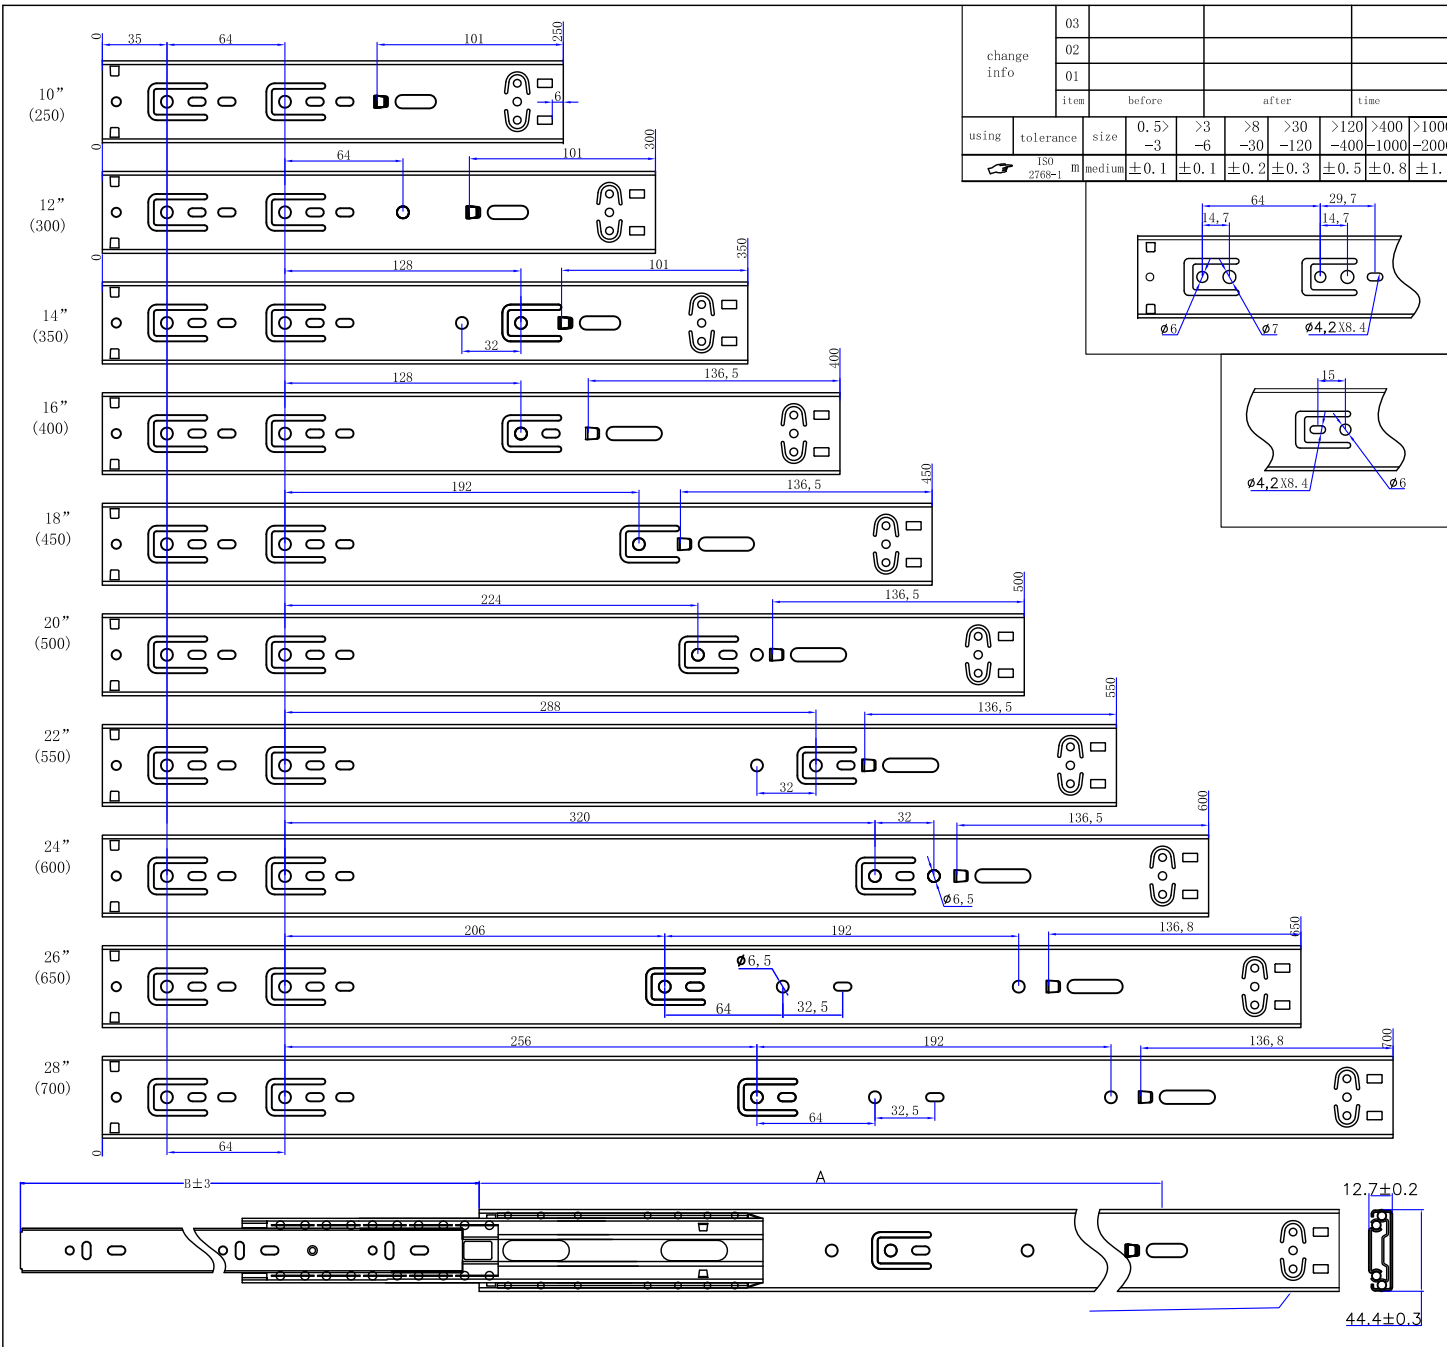 03
02
01
change
info
item before after time
using tolerance size 0.5> >3 >8 >30 >120 >400 >1000
-3 -6 -30 -120 -400 -1000 -2000
ISO
2768-1 m medium ±0.1 ±0.1 ±0.2 ±0.3 ±0.5 ±0.8 ±1.
0 35 64 101 250
10”
(250)
6
0 64 101 300
12”
(300)
0 128 101 350
14”
(350)
32
128 136,5 400
16”
(400)
192 136,5 450
18”
(450)
224 136,5 500
20”
(500)
288 136,5 550
22”
(550)
32
320 32 136,5 600
24”
(600)
ø6,5
206 192 136,8 650
26”
(650)
ø6,5
64 32,5
256 192 136,8 700
28”
(700)
64 32,5
0 64
64 29,7
14,7 14,7
ø6 ø7 ø4,2X8.4
15
ø4,2X8.4 ø6
B±3 A
12.7±0.2
44.4±0.3